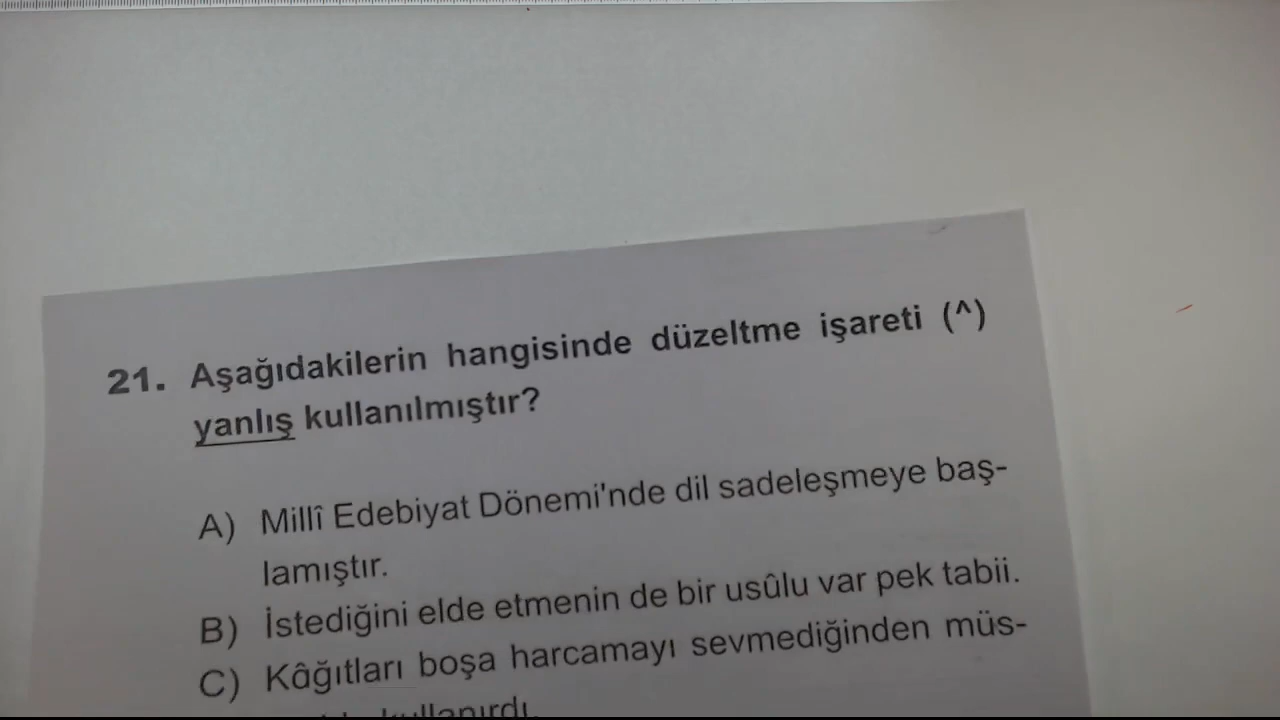 21. Aşağıdakilerin hangisinde düzeltme işareti (^)
yanlış kullanılmıştır?
A) Millî Edebiyat Dönemi'nde dil sadeleşmeye baş-
lamıştır.
B) İstediğini elde etmenin de bir usûlu var pek tabii.
C) Kâğıtları boşa harcamayı sevmediğinden müs-
kullanırdı.